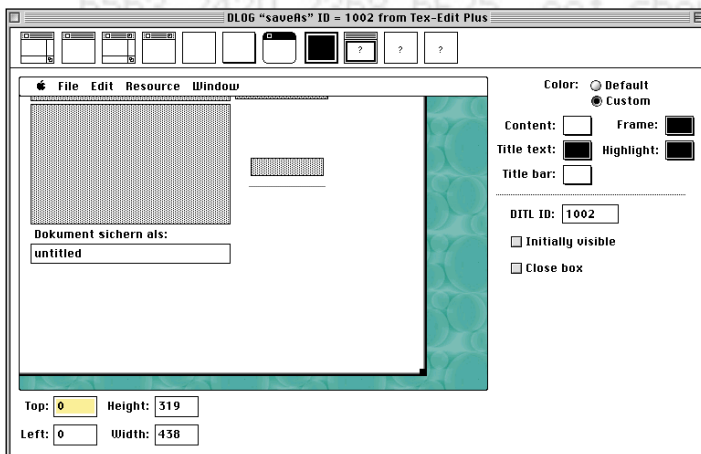 DLOG “saveAs” ID = 1002 from Tex-Edit Plus
? ? ?
File Edit Resource Window
Dokument sichern als:
untitled
Color: Default
Custom
Content: Frame:
Title text: Highlight:
Title bar:
DITL ID: 1002
Initially visible
Close box
Top: 0 Height: 319
Left: 0 Width: 438